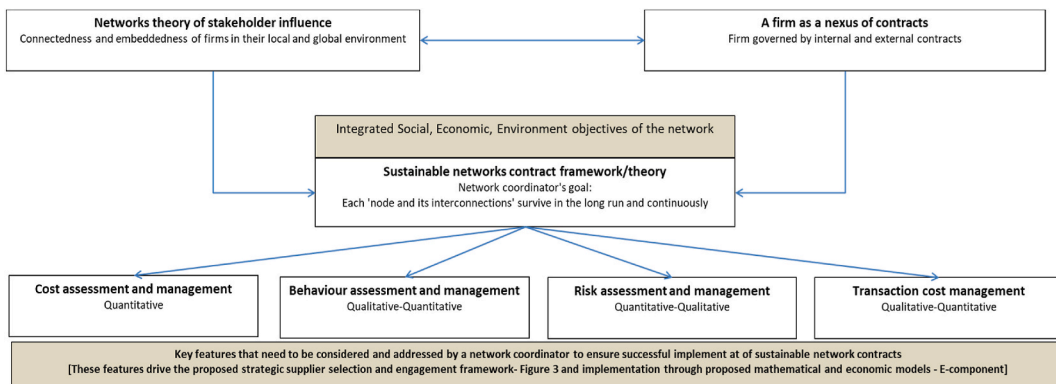 Networks theory of stakeholder influence
Connectedness and embeddedness of firms in their local and global environment
A firm as a nexus of contracts
Firm governed by internal and external contracts
Integrated Social, Economic, Environment objectives of the network
Sustainable networks contract framework/theory
Network coordinator's goal:
Each 'node and its interconnections' survive in the long run and continuously
Cost assessment and management
Quantitative
Behaviour assessment and management
Qualitative-Quantitative
Risk assessment and management
Quantitative-Qualitative
Transaction cost management
Qualitative-Quantitative
Key features that need to be considered and addressed by a network coordinator to ensure successful implement at of sustainable network contracts
[These features drive the proposed strategic supplier selection and engagement framework- Figure 3 and implementation through proposed mathematical and economic models - E-component]